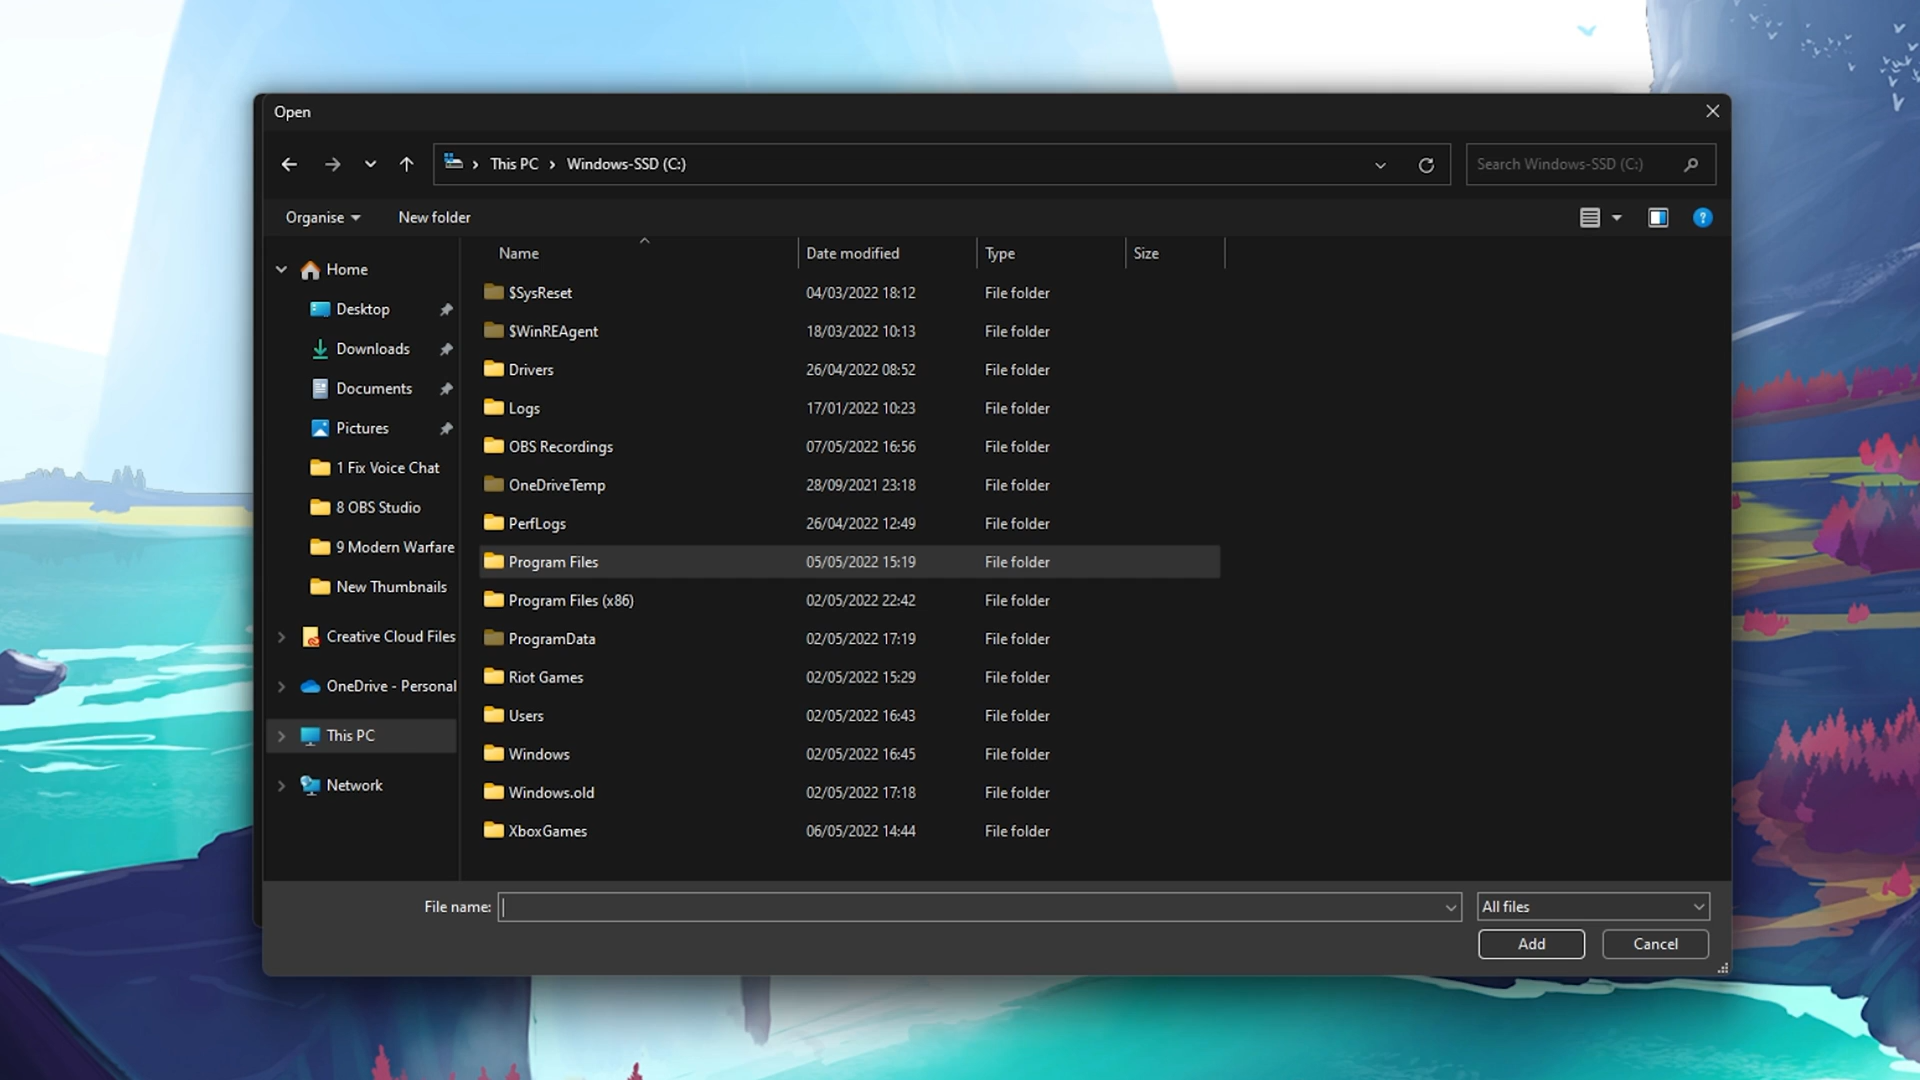 Open
This PC > Windows-SSD (C:)
Search Windows-SSD (C:)
Organise New folder
?
Name Date modified Type Size
Home
Desktop
Downloads
Documents
Pictures
1 Fix Voice Chat
8 OBS Studio
9 Modern Warfare
New Thumbnails
Creative Cloud Files
OneDrive - Personal
This PC
Network
$SysReset 04/03/2022 18:12 File folder
$WinREAgent 18/03/2022 10:13 File folder
Drivers 26/04/2022 08:52 File folder
Logs 17/01/2022 10:23 File folder
OBS Recordings 07/05/2022 16:56 File folder
OneDriveTemp 28/09/2021 23:18 File folder
PerfLogs 26/04/2022 12:49 File folder
Program Files 05/05/2022 15:19 File folder
Program Files (x86) 02/05/2022 22:42 File folder
ProgramData 02/05/2022 17:19 File folder
Riot Games 02/05/2022 15:29 File folder
Users 02/05/2022 16:43 File folder
Windows 02/05/2022 16:45 File folder
Windows.old 02/05/2022 17:18 File folder
XboxGames 06/05/2022 14:44 File folder
File name: All files
Add Cancel